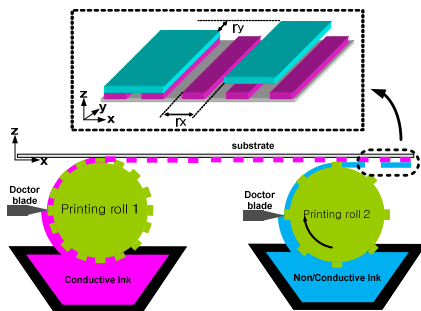 ry
z
y
x
rx
z
x
substrate
Doctor
blade
Printing roll 1
Doctor
blade
Printing roll 2
Conductive Ink
Non/Conductive Ink